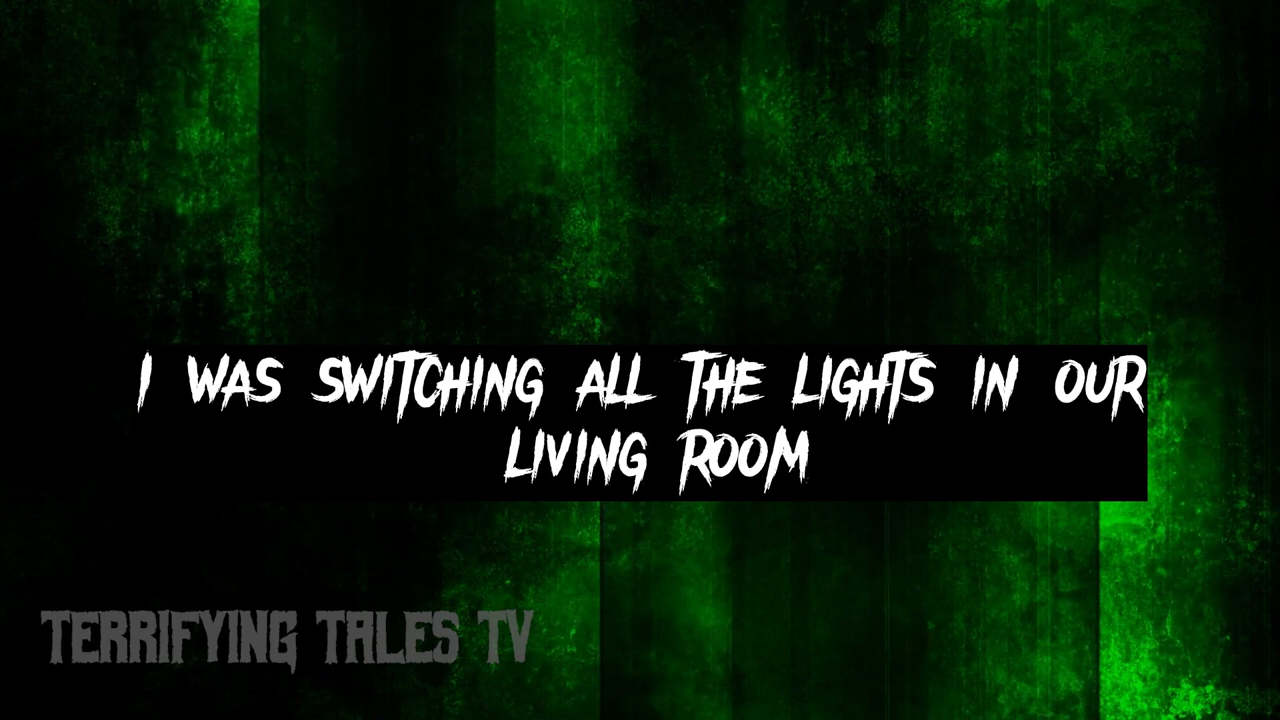 I WAS SWITCHING ALL THE LIGHTS IN OUR
LIVING ROOM
TERRIFYING TALES TV